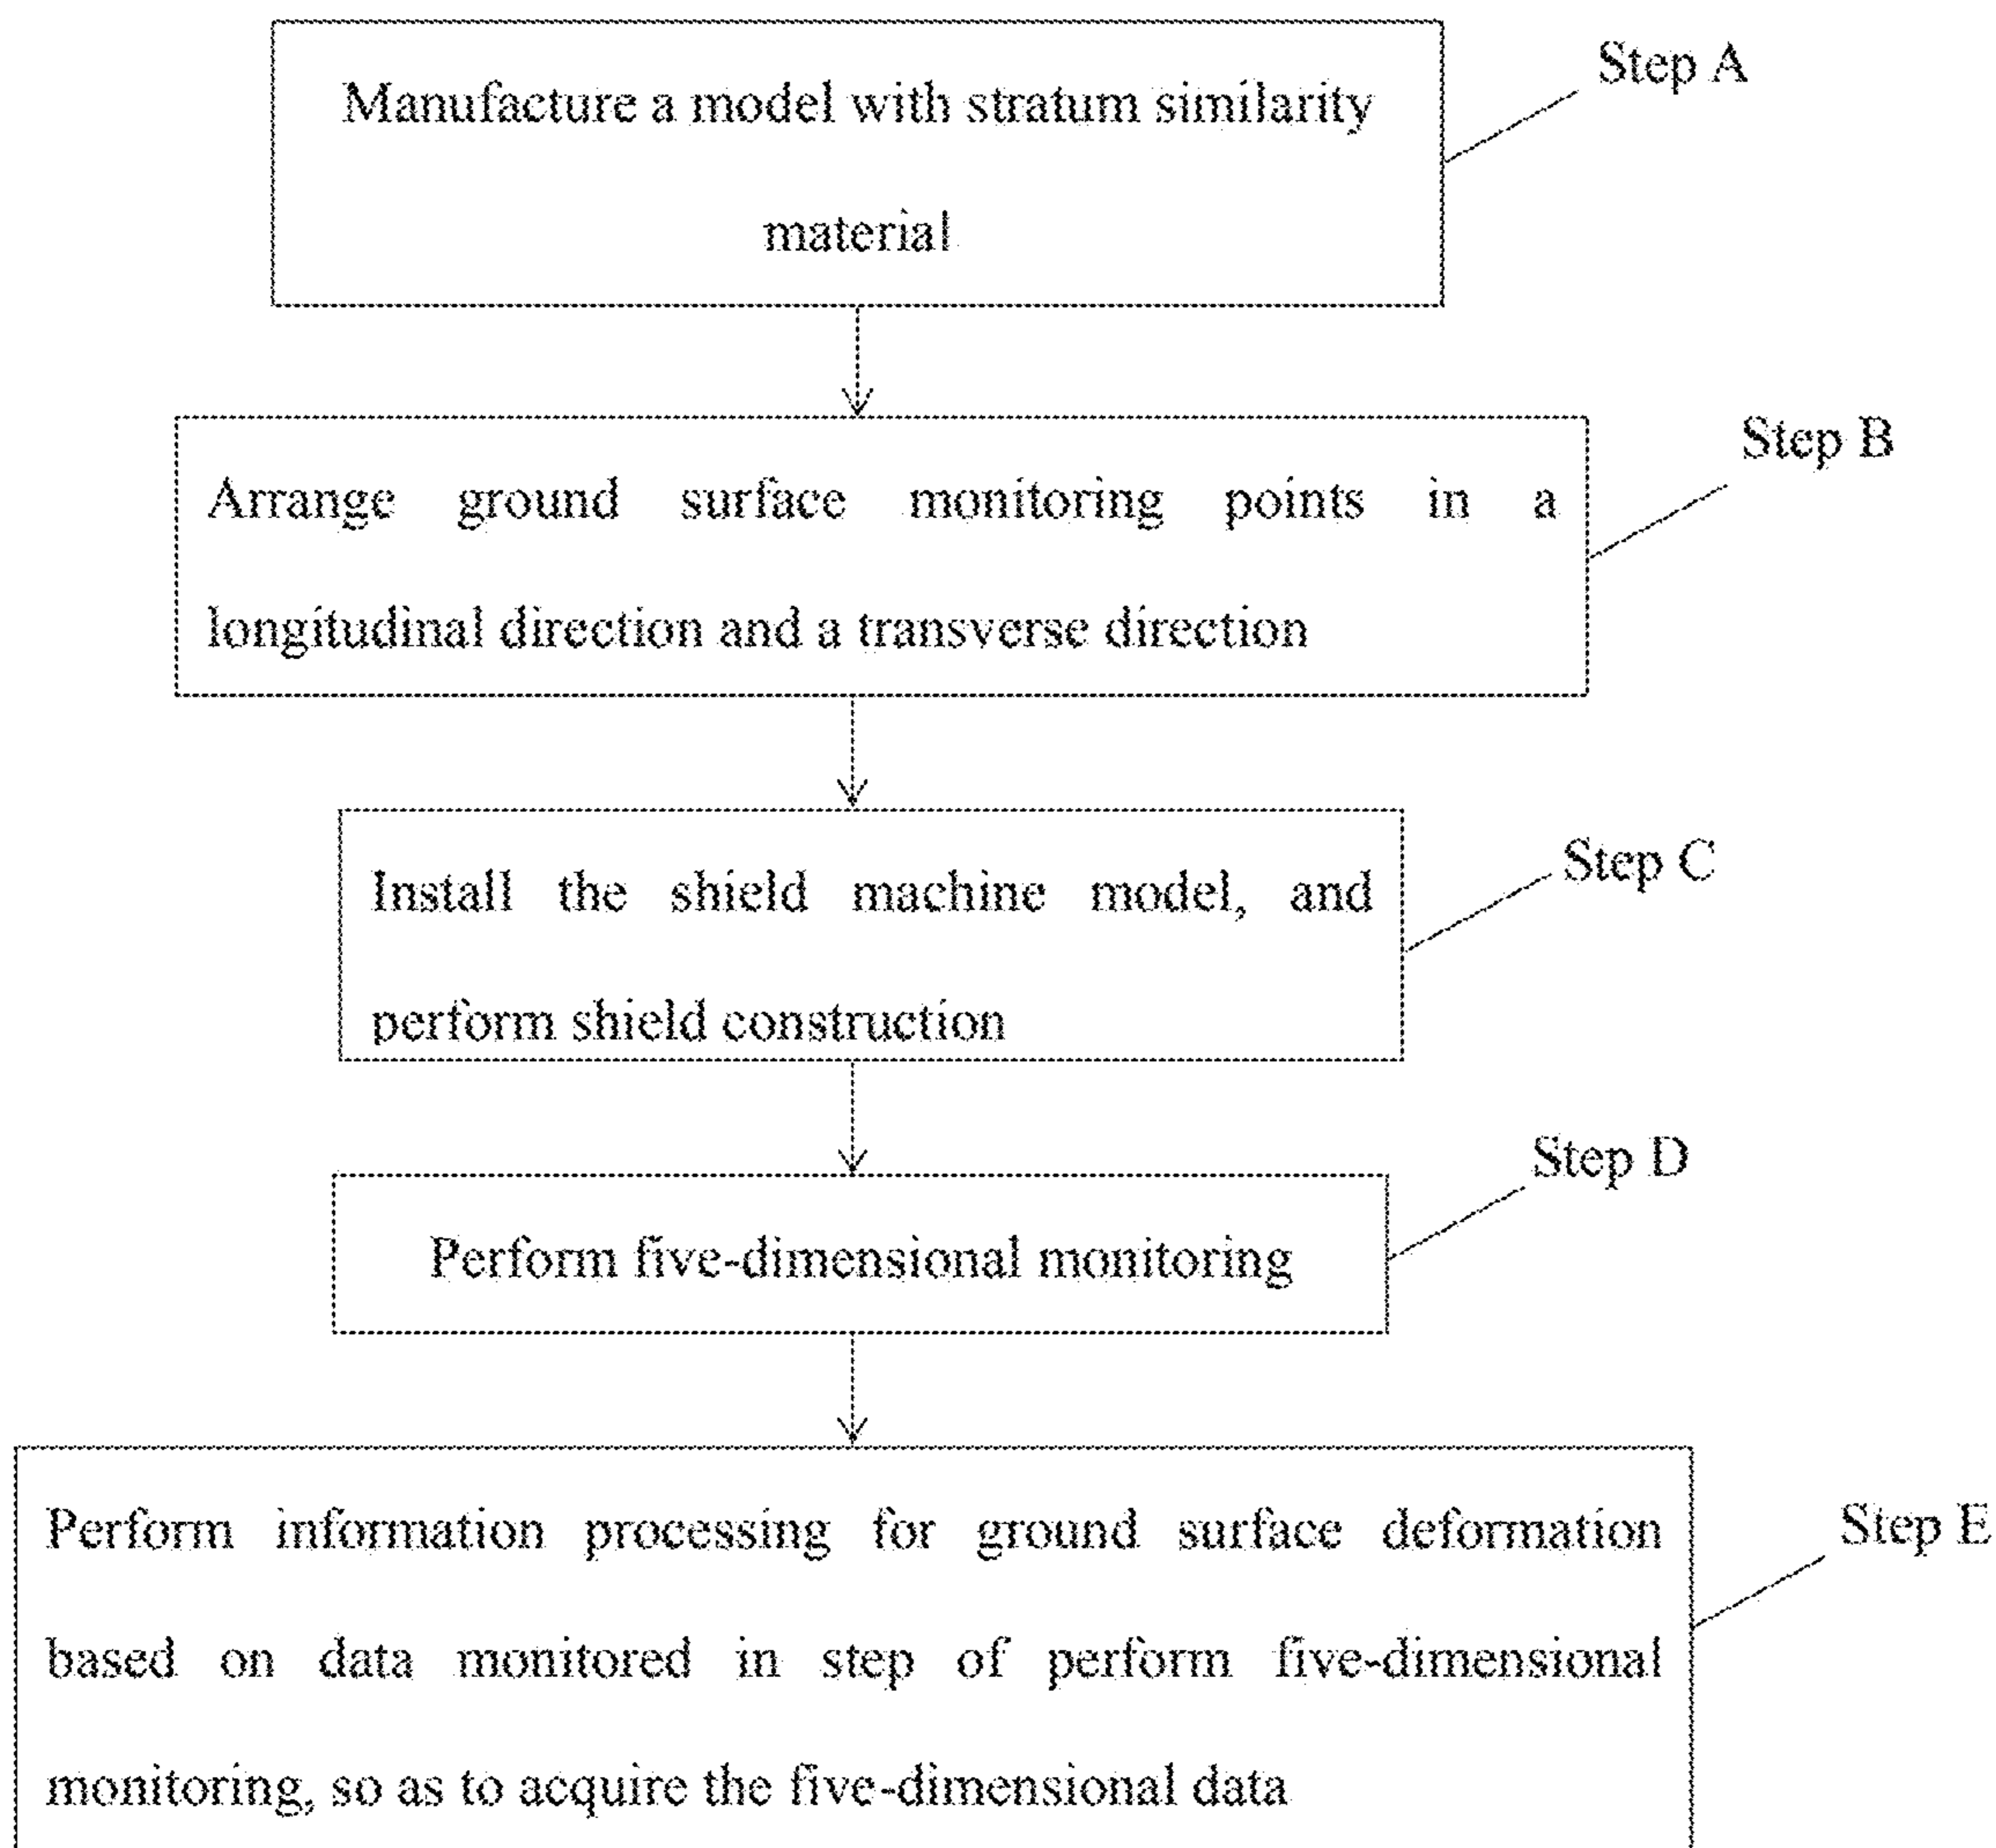 Step A
Manufacture a model with stratum similarity
material
Step B
Arrange ground surface monitoring points in a
longitudinal direction and a transverse direction
Step C
Install the shield machine model, and
perform shield construction
Step D
Perform five-dimensional monitoring
Step E
Perform information processing for ground surface deformation
based on data monitored in step of perform five-dimensional
monitoring, so as to acquire the five-dimensional data